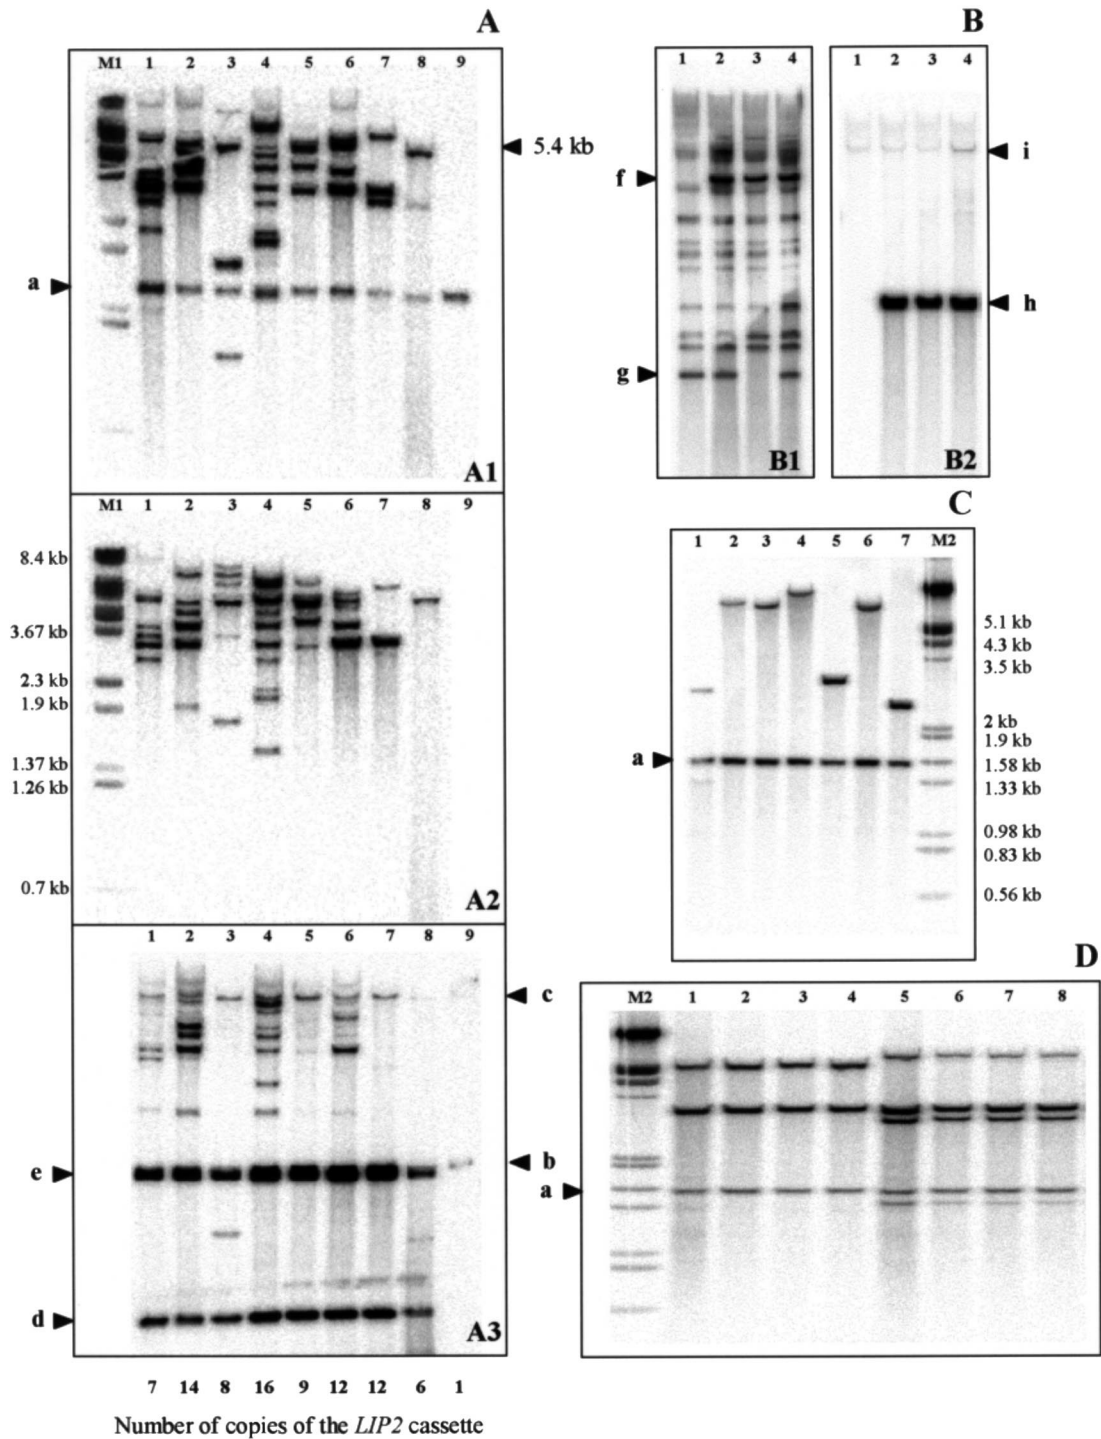 A
M1 1 2 3 4 5 6 7 8 9
5.4 kb
a
A1
M1 1 2 3 4 5 6 7 8 9
8.4 kb
3.67 kb
2.3 kb
1.9 kb
1.37 kb
1.26 kb
0.7 kb
A2
1 2 3 4 5 6 7 8 9
c
e
b
d
A3
7 14 8 16 9 12 12 6 1
Number of copies of the LIP2 cassette
B
1 2 3 4
f
g
B1
1 2 3 4
i
h
B2
C
1 2 3 4 5 6 7 M2
5.1 kb
4.3 kb
3.5 kb
2 kb
1.9 kb
a
1.58 kb
1.33 kb
0.98 kb
0.83 kb
0.56 kb
D
M2 1 2 3 4 5 6 7 8
a